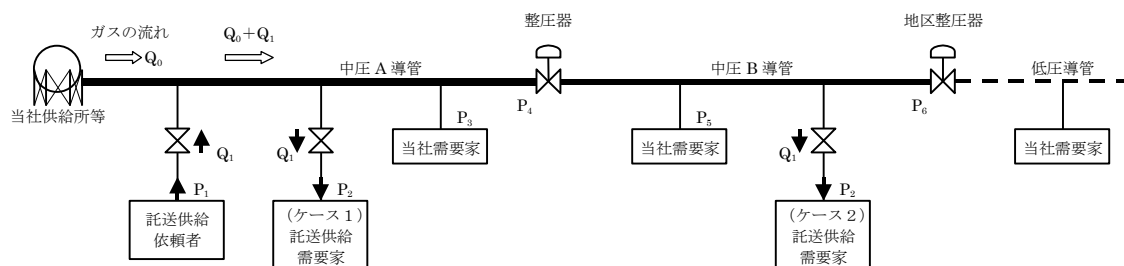 整圧器
地区整圧器
ガスの流れ
Q₀
Q₀+Q₁
中圧 A 導管
中圧 B 導管
低圧導管
当社供給所等
P₄
P₆
P₃
P₅
Q₁
Q₁
Q₁
当社需要家
当社需要家
当社需要家
P₁
P₂
P₂
託送供給
依頼者
(ケース1)
託送供給
需要家
(ケース2)
託送供給
需要家